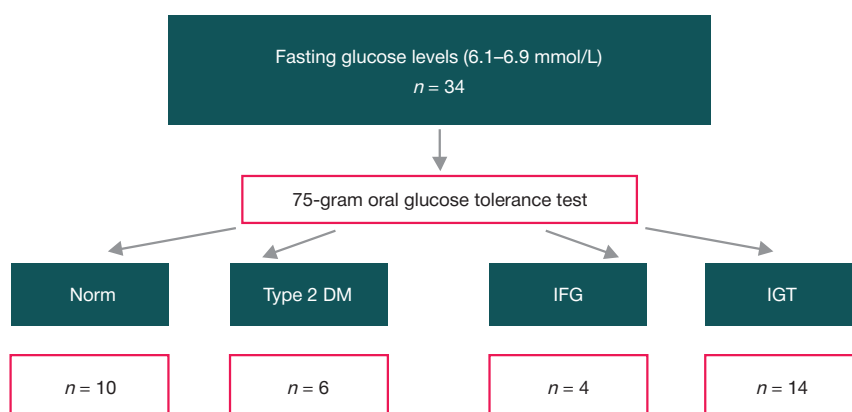 Fasting glucose levels (6.1–6.9 mmol/L)
n = 34
75-gram oral glucose tolerance test
Norm
Type 2 DM
IFG
IGT
n = 10
n = 6
n = 4
n = 14